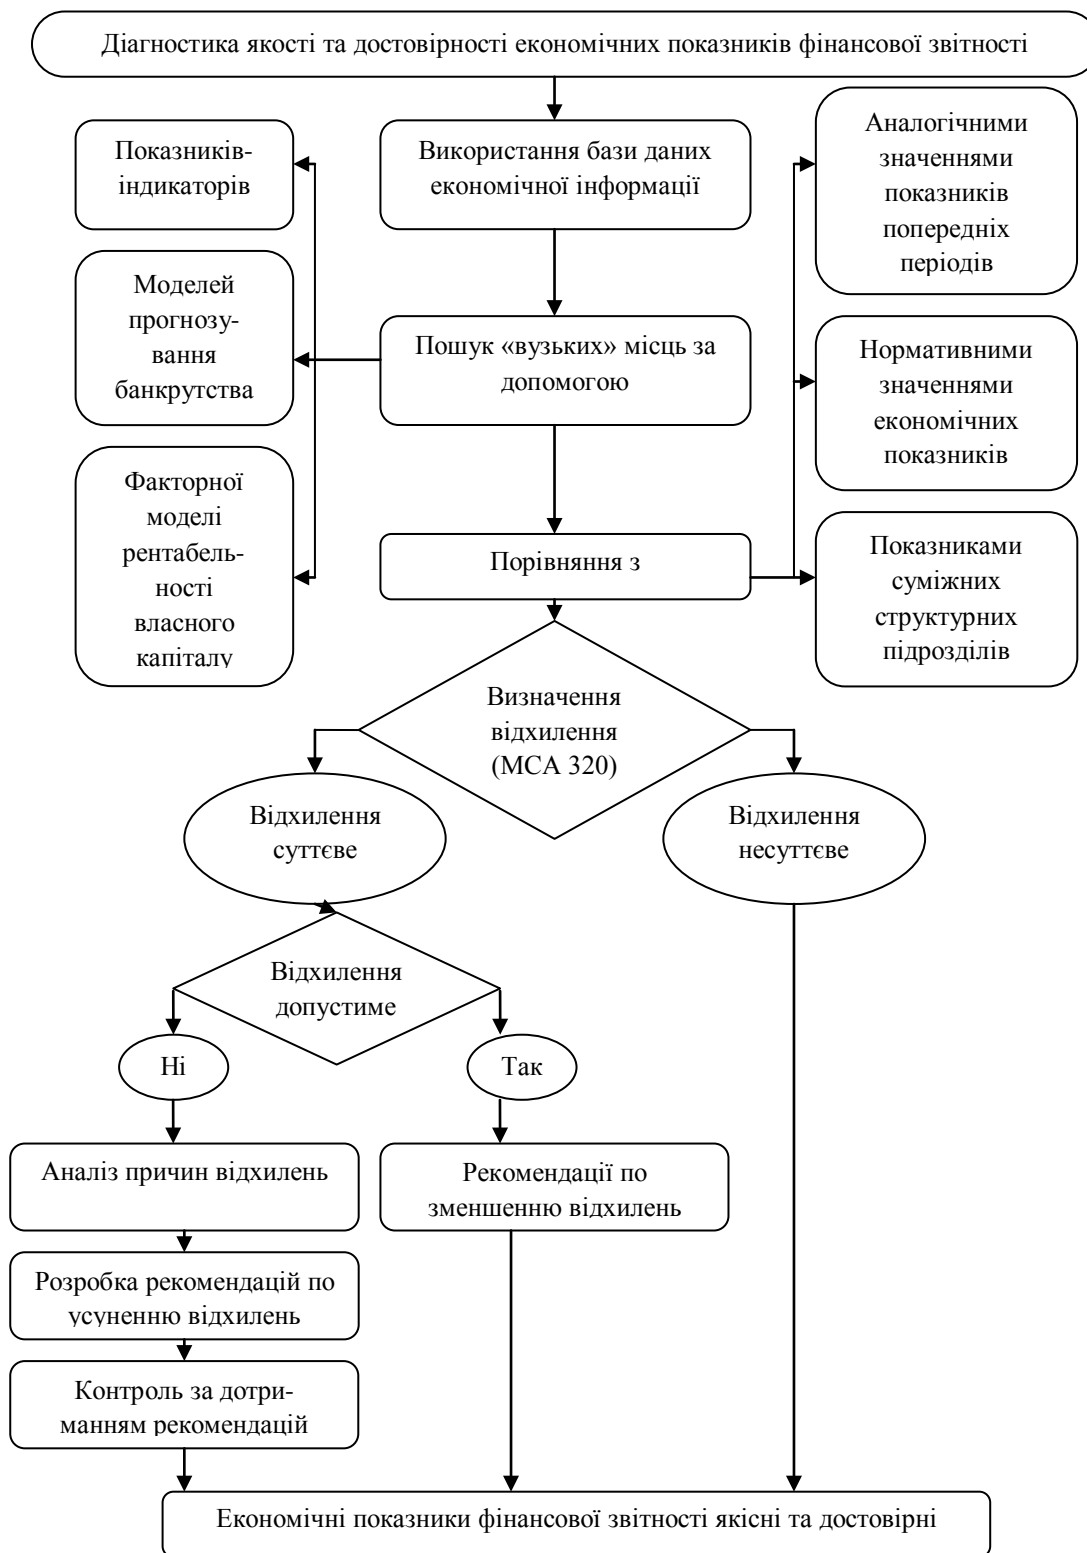 Діагностика якості та достовірності економічних показників фінансової звітності
Показників-
індикаторів
Використання бази даних
економічної інформації
Аналогічними
значеннями
показників
попередніх
періодів
Моделей
прогнозу-
вання
банкрутства
Пошук «вузьких» місць за
допомогою
Нормативними
значеннями
економічних
показників
Факторної
моделі
рентабель-
ності
власного
капіталу
Порівняння з
Показниками
суміжних
структурних
підрозділів
Визначення
відхилення
(МСА 320)
Відхилення
суттєве
Відхилення
несуттєве
Відхилення
допустиме
Ні
Так
Аналіз причин відхилень
Рекомендації по
зменшенню відхилень
Розробка рекомендацій по
усуненню відхилень
Контроль за дотри-
манням рекомендацій
Економічні показники фінансової звітності якісні та достовірні